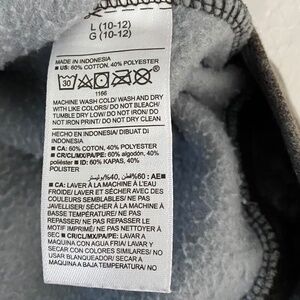 L (10-12)
G (10-12)
MADE IN INDONESIA
■ US: 60% COTTON, 40% POLYESTER
30
1166
MACHINE WASH COLD/ WASH AND DRY
WITH LIKE COLORS/ DO NOT BLEACH/
TUMBLE DRY LOW/ DO NOT IRON/ DO
NOT IRON PRINT/ DO NOT DRY CLEAN
HECHO EN INDONESIA/ DIBUAT DI
INDONESIA
■ CA: 60% COTON, 40% POLYESTER
■ CR/CL/MX/PA/PE: 60% algodón, 40%
poliéster ■ ID: 60% KAPAS, 40%
POLISTER
■ AE: 60% قطن, 40% بوليستر
■ CA: LAVER À LA MACHINE À L'EAU
FROIDE/ LAVER ET SÉCHER AVEC DES
COULEURS SEMBLABLES/ NE PAS
JAVELLISER/ SÉCHER À LA MACHINE À
BASSE TEMPÉRATURE/ NE PAS
REPASSER/ NE PAS REPASSER LE
MOTIF IMPRIMÉ/ NE PAS NETTOYER À
SEC ■ CR/CL/MX/PA/PE: LAVAR A
MAQUINA CON AGUA FRIA/ LAVAR Y
SECAR CON COLORES SIMILARES/ NO
USAR BLANQUEADOR/ SECAR A
MAQUINA A BAJA TEMPERATURA/ NO